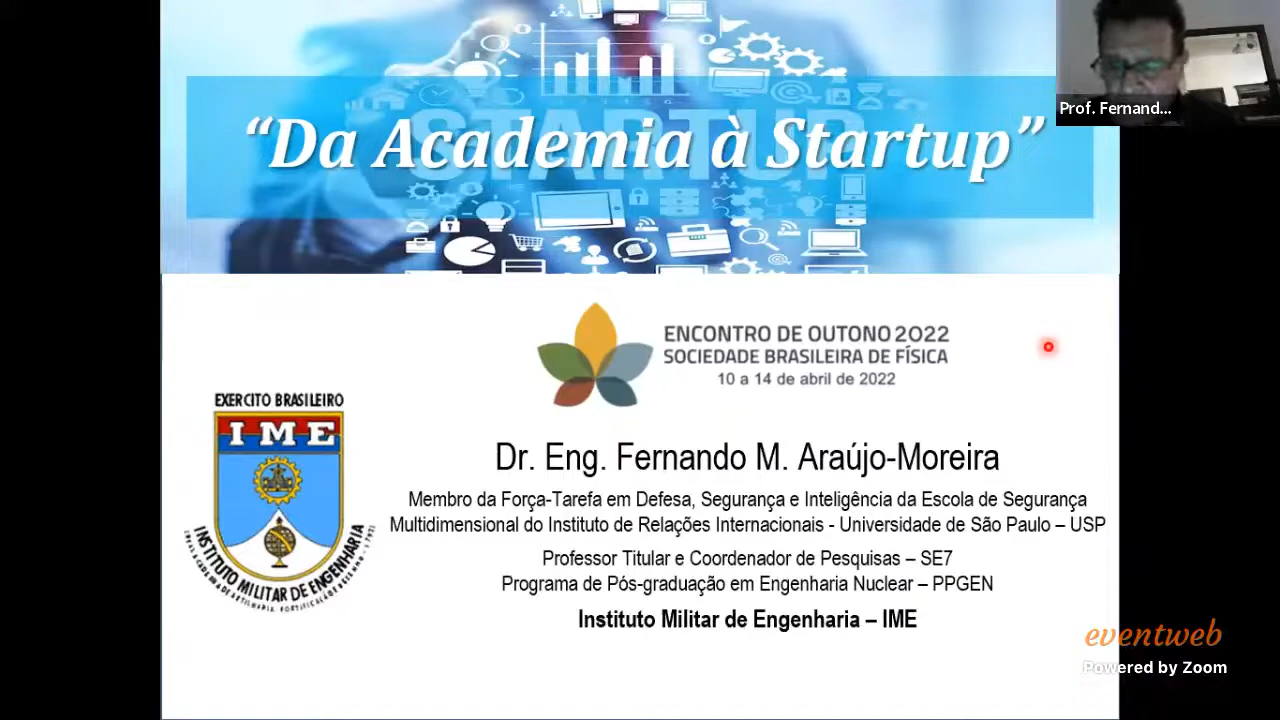 STARTUP
“Da Academia à Startup”
Prof. Fernand...
ENCONTRO DE OUTONO 2022
SOCIEDADE BRASILEIRA DE FÍSICA
10 a 14 de abril de 2022
EXERCITO BRASILEIRO
IME
INSTITUTO MILITAR DE ENGENHARIA
Dr. Eng. Fernando M. Araújo-Moreira
Membro da Força-Tarefa em Defesa, Segurança e Inteligência da Escola de Segurança
Multidimensional do Instituto de Relações Internacionais - Universidade de São Paulo – USP
Professor Titular e Coordenador de Pesquisas – SE7
Programa de Pós-graduação em Engenharia Nuclear – PPGEN
Instituto Militar de Engenharia – IME
eventweb
Powered by Zoom